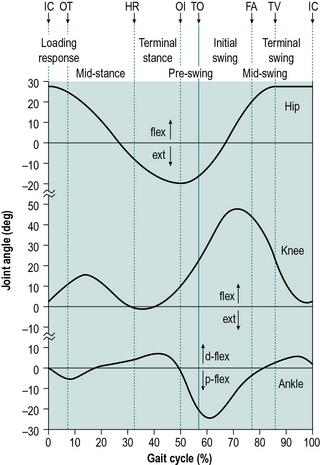 IC OT HR OI TO FA TV IC
Loading response
Terminal stance
Initial swing
Terminal swing
Mid-stance
Pre-swing
Mid-swing
30
20
10
0
–10
–20
flex
ext
Hip
50
40
30
20
10
0
–10
flex
ext
Knee
10
0
–10
–20
–30
d-flex
p-flex
Ankle
Joint angle (deg)
0 10 20 30 40 50 60 70 80 90 100
Gait cycle (%)